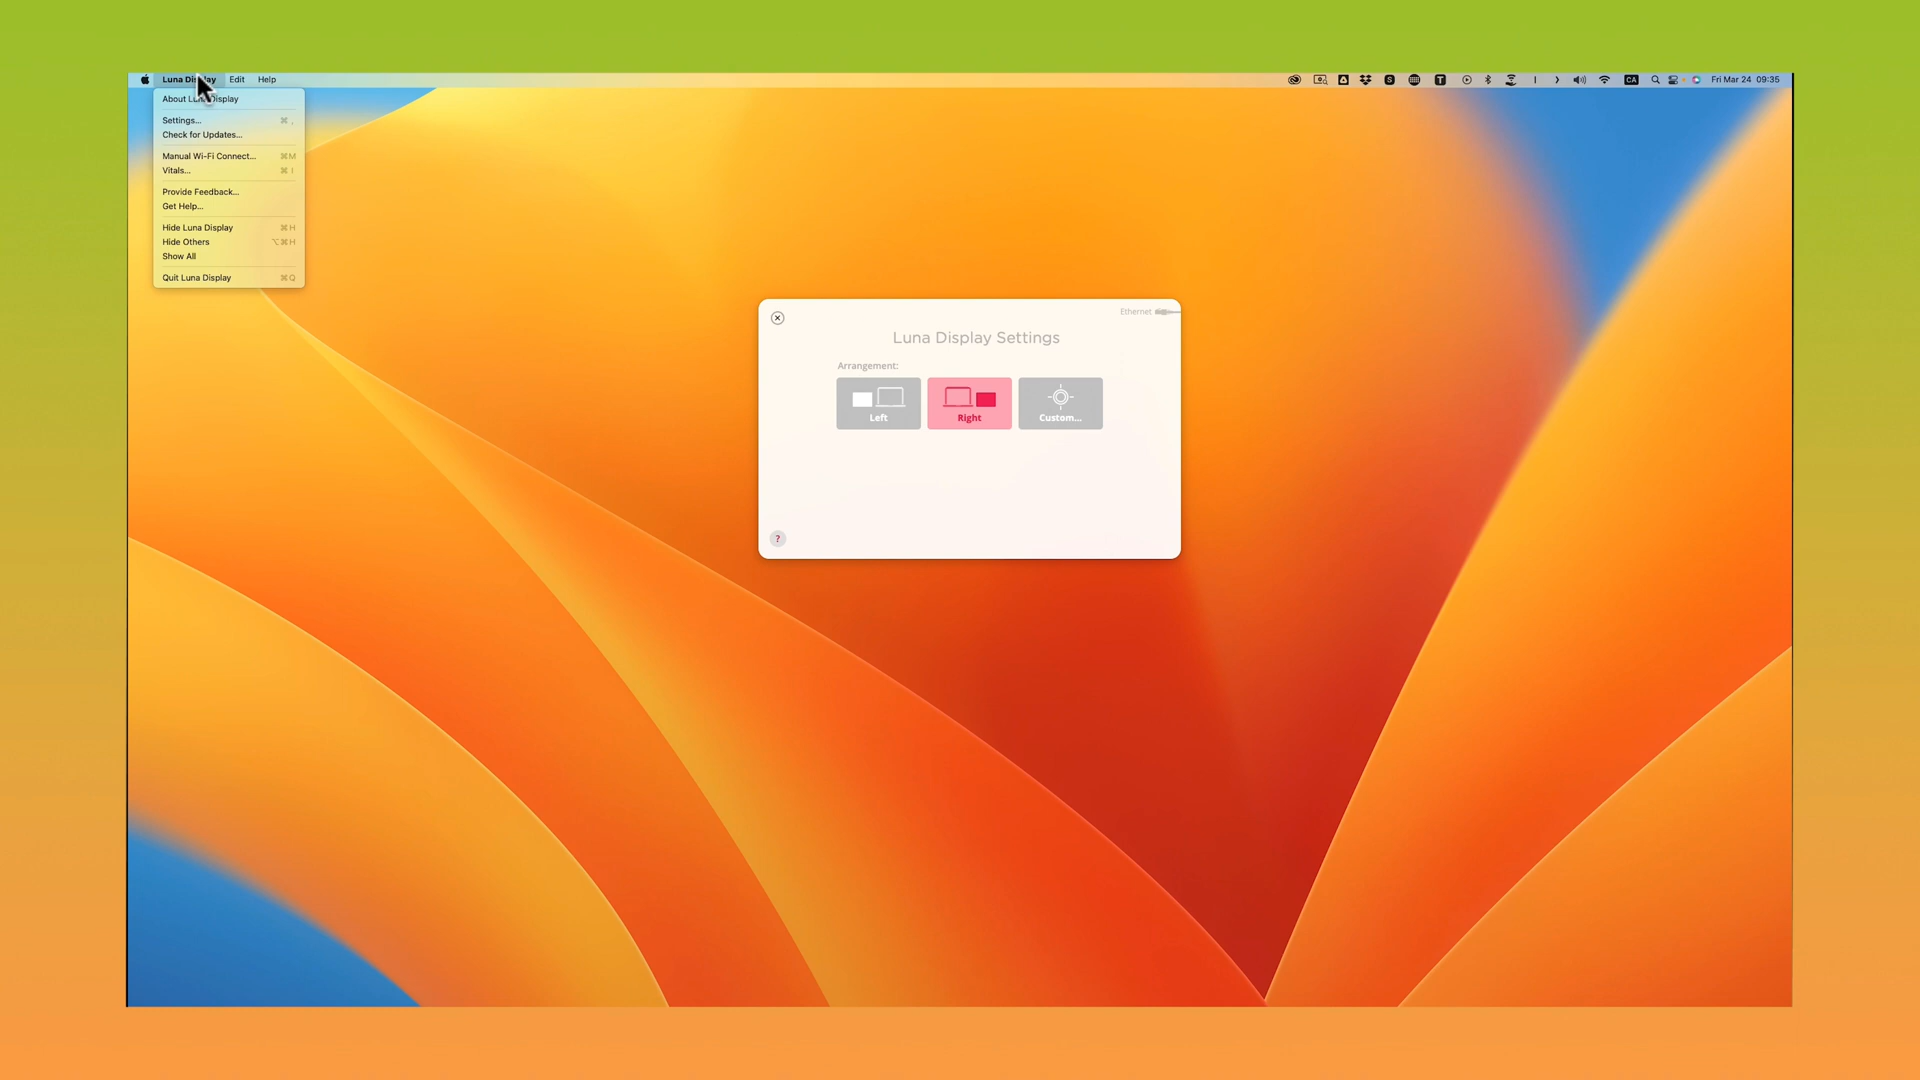 Luna Display Edit Help
CA Fri Mar 24 09:35
About Luna Display
Settings... ⌘ ,
Check for Updates...
Manual Wi-Fi Connect... ⌘M
Vitals... ⌘ I
Provide Feedback...
Get Help...
Hide Luna Display ⌘H
Hide Others ⌥⌘H
Show All
Quit Luna Display ⌘Q
Ethernet
Luna Display Settings
Arrangement:
Left Right Custom...
?